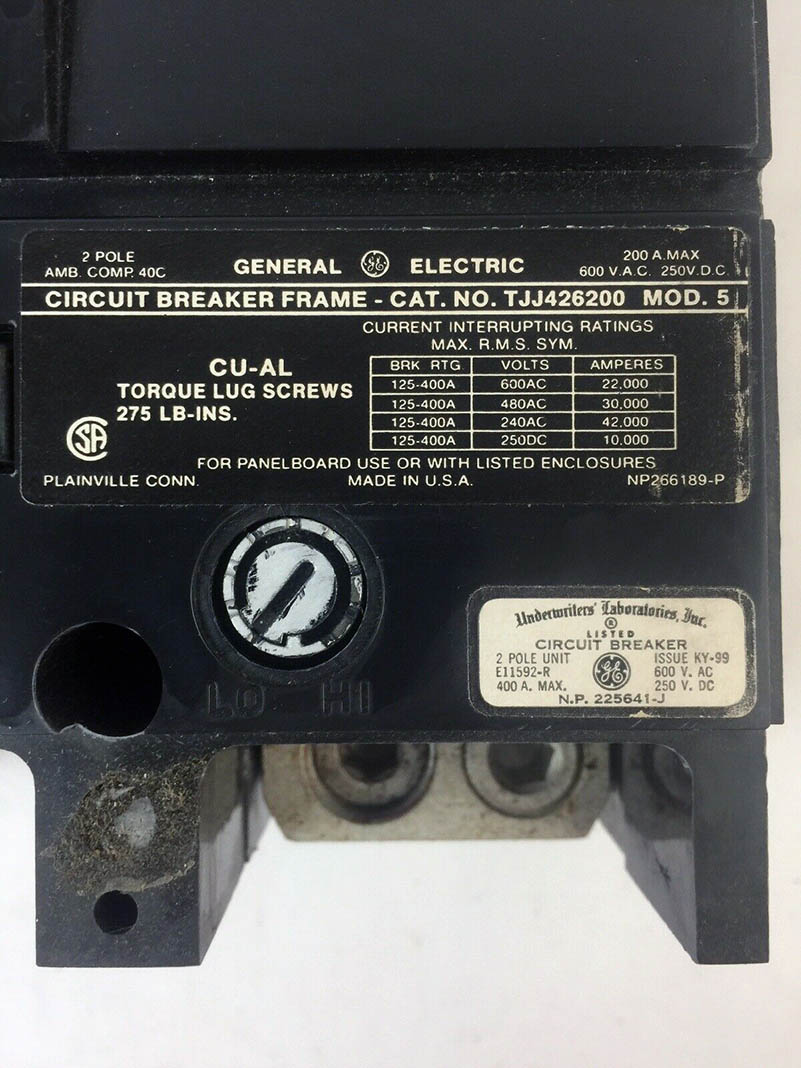 2 POLE
AMB. COMP. 40C
GENERAL GE ELECTRIC
200 A.MAX
600 V.A.C. 250V.D.C.
CIRCUIT BREAKER FRAME - CAT. NO. TJJ426200 MOD. 5
CURRENT INTERRUPTING RATINGS
MAX. R.M.S. SYM.
CU-AL
TORQUE LUG SCREWS
275 LB-INS.
BRK RTG VOLTS AMPERES
125-400A 600AC 22,000
125-400A 480AC 30,000
125-400A 240AC 42,000
125-400A 250DC 10,000
SA
FOR PANELBOARD USE OR WITH LISTED ENCLOSURES
PLAINVILLE CONN. MADE IN U.S.A. NP266189-P
LO HI
Underwriters' Laboratories, Inc.
®
LISTED
CIRCUIT BREAKER
2 POLE UNIT ISSUE KY-99
E11592-R GE 600 V. AC
400 A. MAX. 250 V. DC
N.P. 225641-J